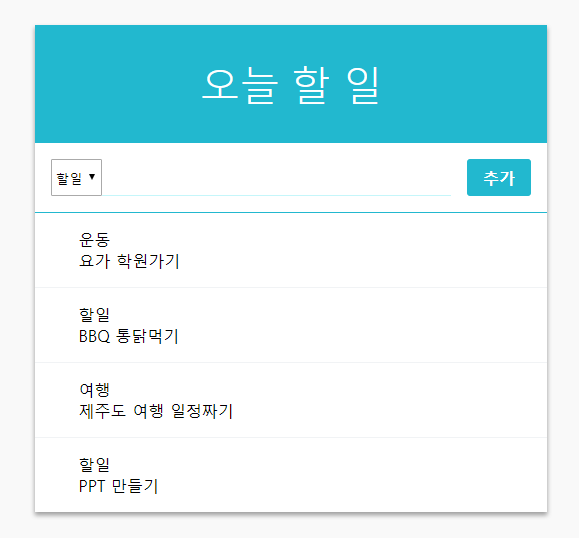 오늘 할 일
할일 ▼ 추가
운동
요가 학원가기
할일
BBQ 통닭먹기
여행
제주도 여행 일정짜기
할일
PPT 만들기